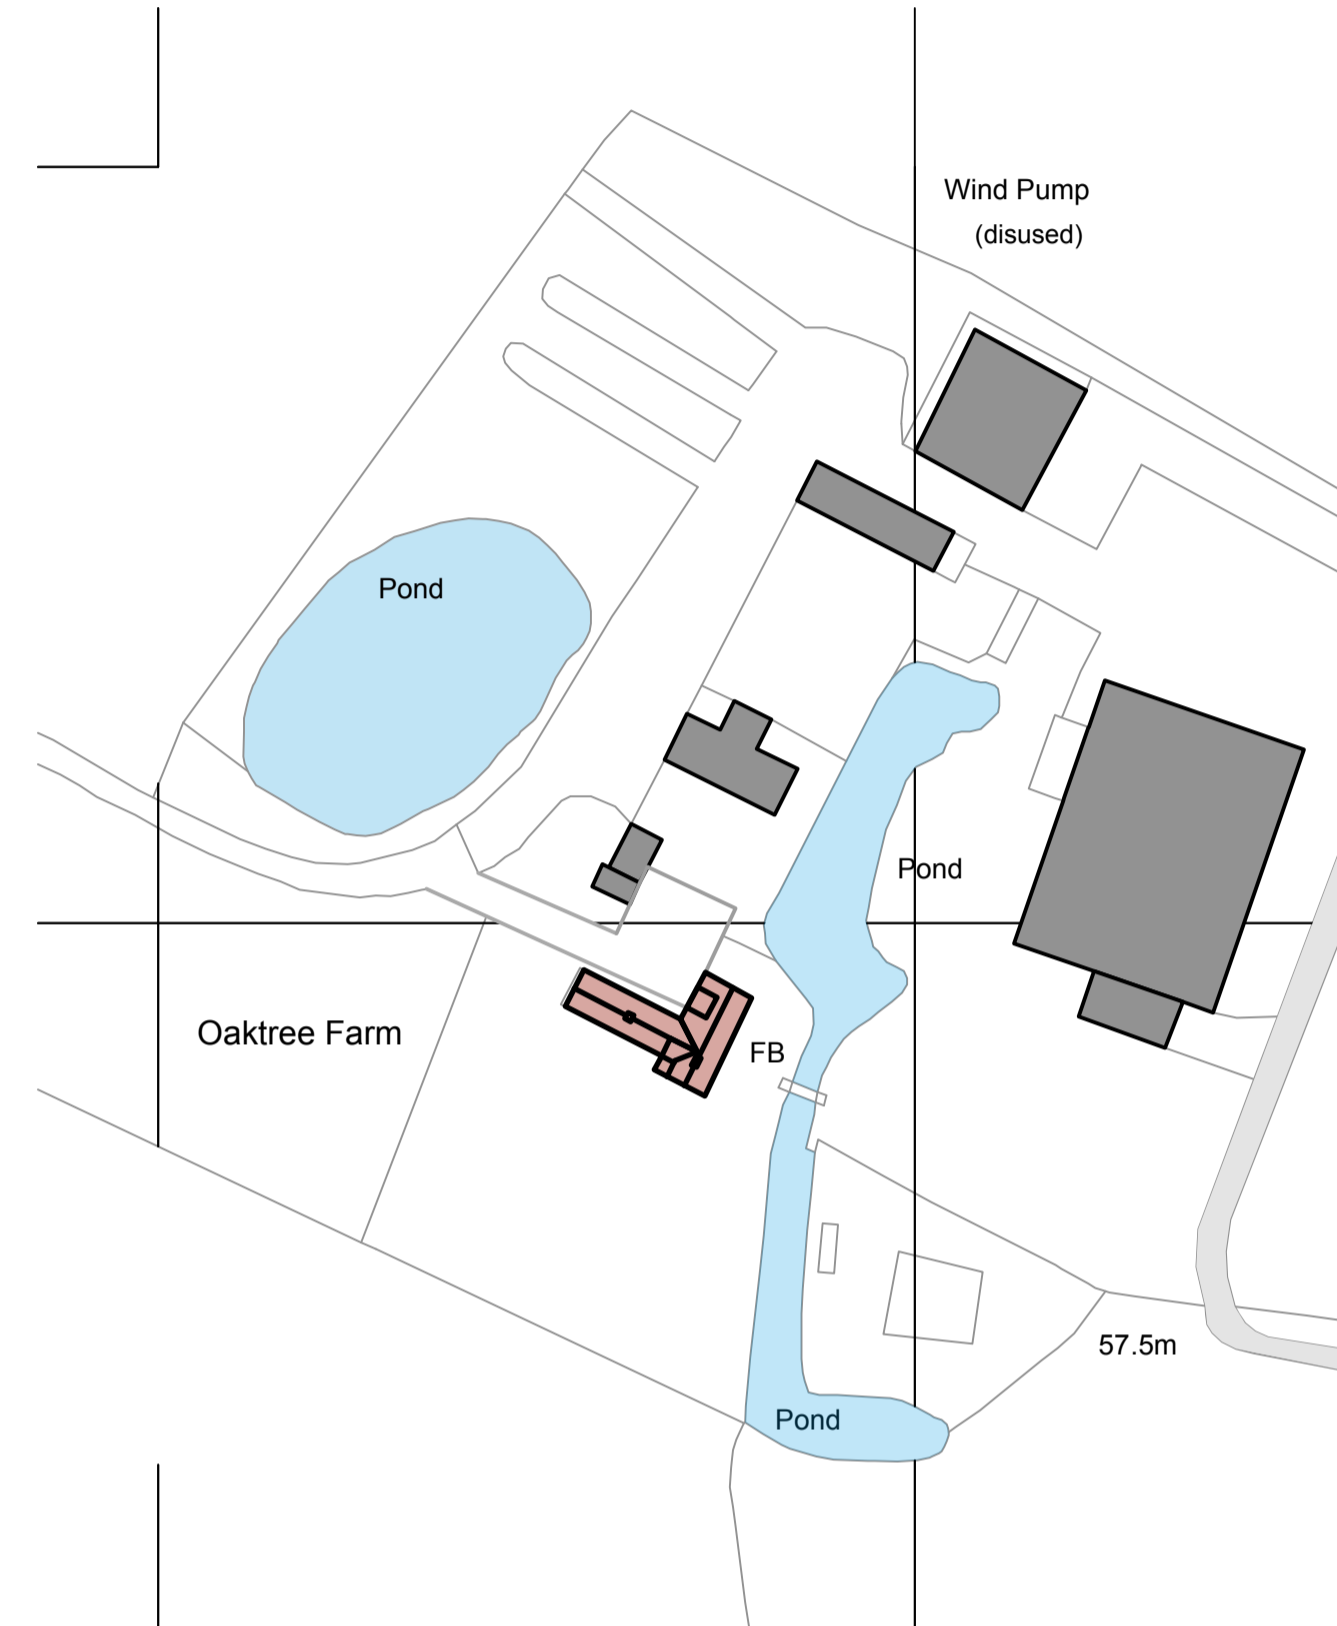 Wind Pump
(disused)
Pond
Pond
Oaktree Farm
FB
57.5m
Pond